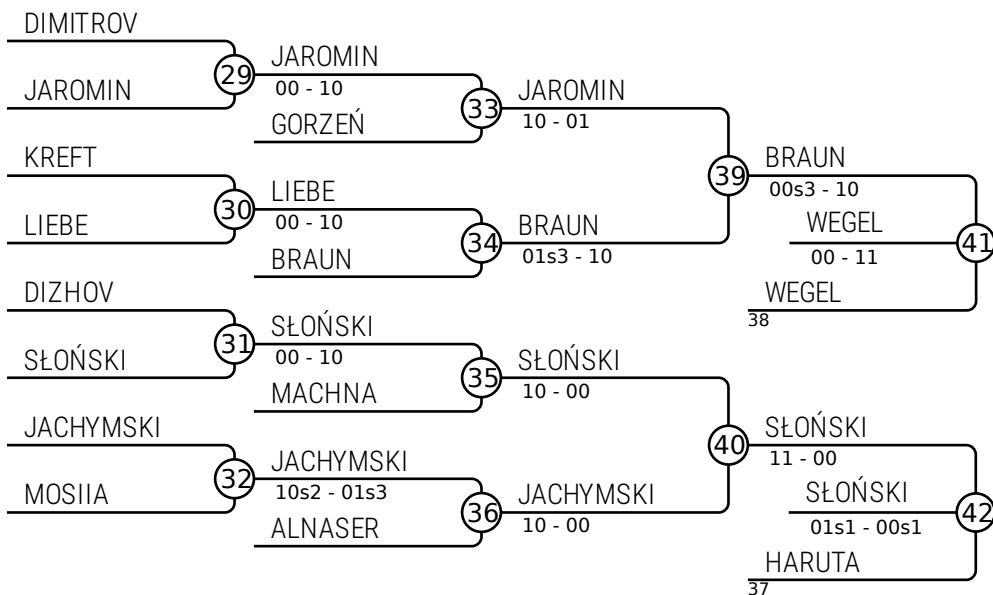 DIMITROV
29
JAROMIN
00 - 10
JAROMIN
GORZEŃ
33
JAROMIN
10 - 01
KREFT
30
LIEBE
00 - 10
LIEBE
BRAUN
34
BRAUN
01s3 - 10
39
BRAUN
00s3 - 10
WEGEL
00 - 11
41
WEGEL
38
DIZHOV
31
SŁOŃSKI
00 - 10
SŁOŃSKI
MACHNA
35
SŁOŃSKI
10 - 00
JACHYMSKI
32
JACHYMSKI
10s2 - 01s3
MOSIIA
ALNASER
36
JACHYMSKI
10 - 00
40
SŁOŃSKI
11 - 00
SŁOŃSKI
01s1 - 00s1
42
HARUTA
37